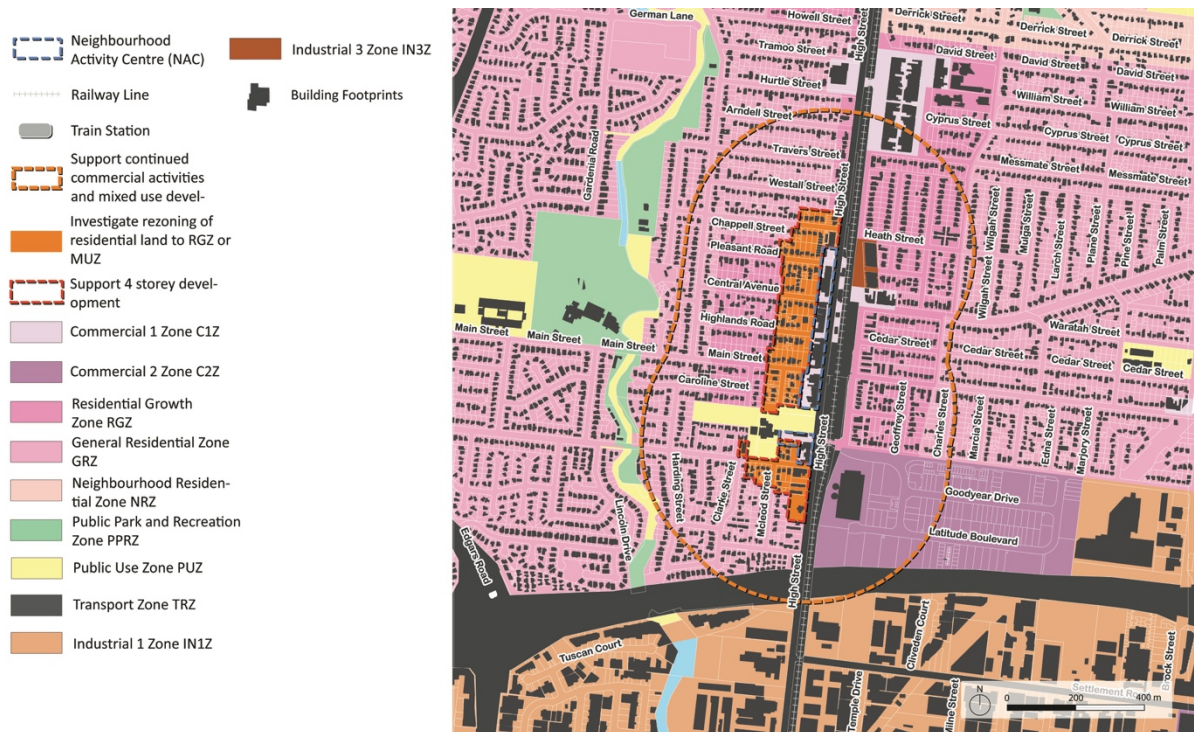 Neighbourhood
Activity Centre (NAC)
Railway Line
Train Station
Support continued
commercial activities
and mixed use devel-
Investigate rezoning of
residential land to RGZ or
MUZ
Support 4 storey devel-
opment
Commercial 1 Zone C1Z
Commercial 2 Zone C2Z
Residential Growth
Zone RGZ
General Residential Zone
GRZ
Neighbourhood Residen-
tial Zone NRZ
Public Park and Recreation
Zone PPRZ
Public Use Zone PUZ
Transport Zone TRZ
Industrial 1 Zone IN1Z
Industrial 3 Zone IN3Z
Building Footprints
German Lane
Howell Street
High Street
Derrick Street
Derrick Street
Derrick Street
Tramoo Street
David Street
David Street
David Street
Hurtle Street
William Street
William Street
Arndell Street
Cyprus Street
Cyprus Street
Cyprus Street
Gardenia Road
Travers Street
Messmate Street
Messmate Street
Westall Street
High Street
Chappell Street
Pleasant Road
Heath Street
Wilgah Street
Mulga Street
Larch Street
Plane Street
Pine Street
Palm Street
Central Avenue
Wilgah Street
Highlands Road
Main Street
Main Street
Main Street
Main Street
Waratah Street
Cedar Street
Cedar Street
Cedar Street
Cedar Street
Caroline Street
Geoffrey Street
Charles Street
Marcia Street
Edna Street
Marjory Street
High Street
Harding Street
Clarke Street
Mcleod Street
Goodyear Drive
Latitude Boulevard
Lincoln Drive
Edgars Road
High Street
Tuscan Court
Cliveden Court
Temple Drive
Milne Street
Settlement Ro
Brock Street
N
0 200 400 m